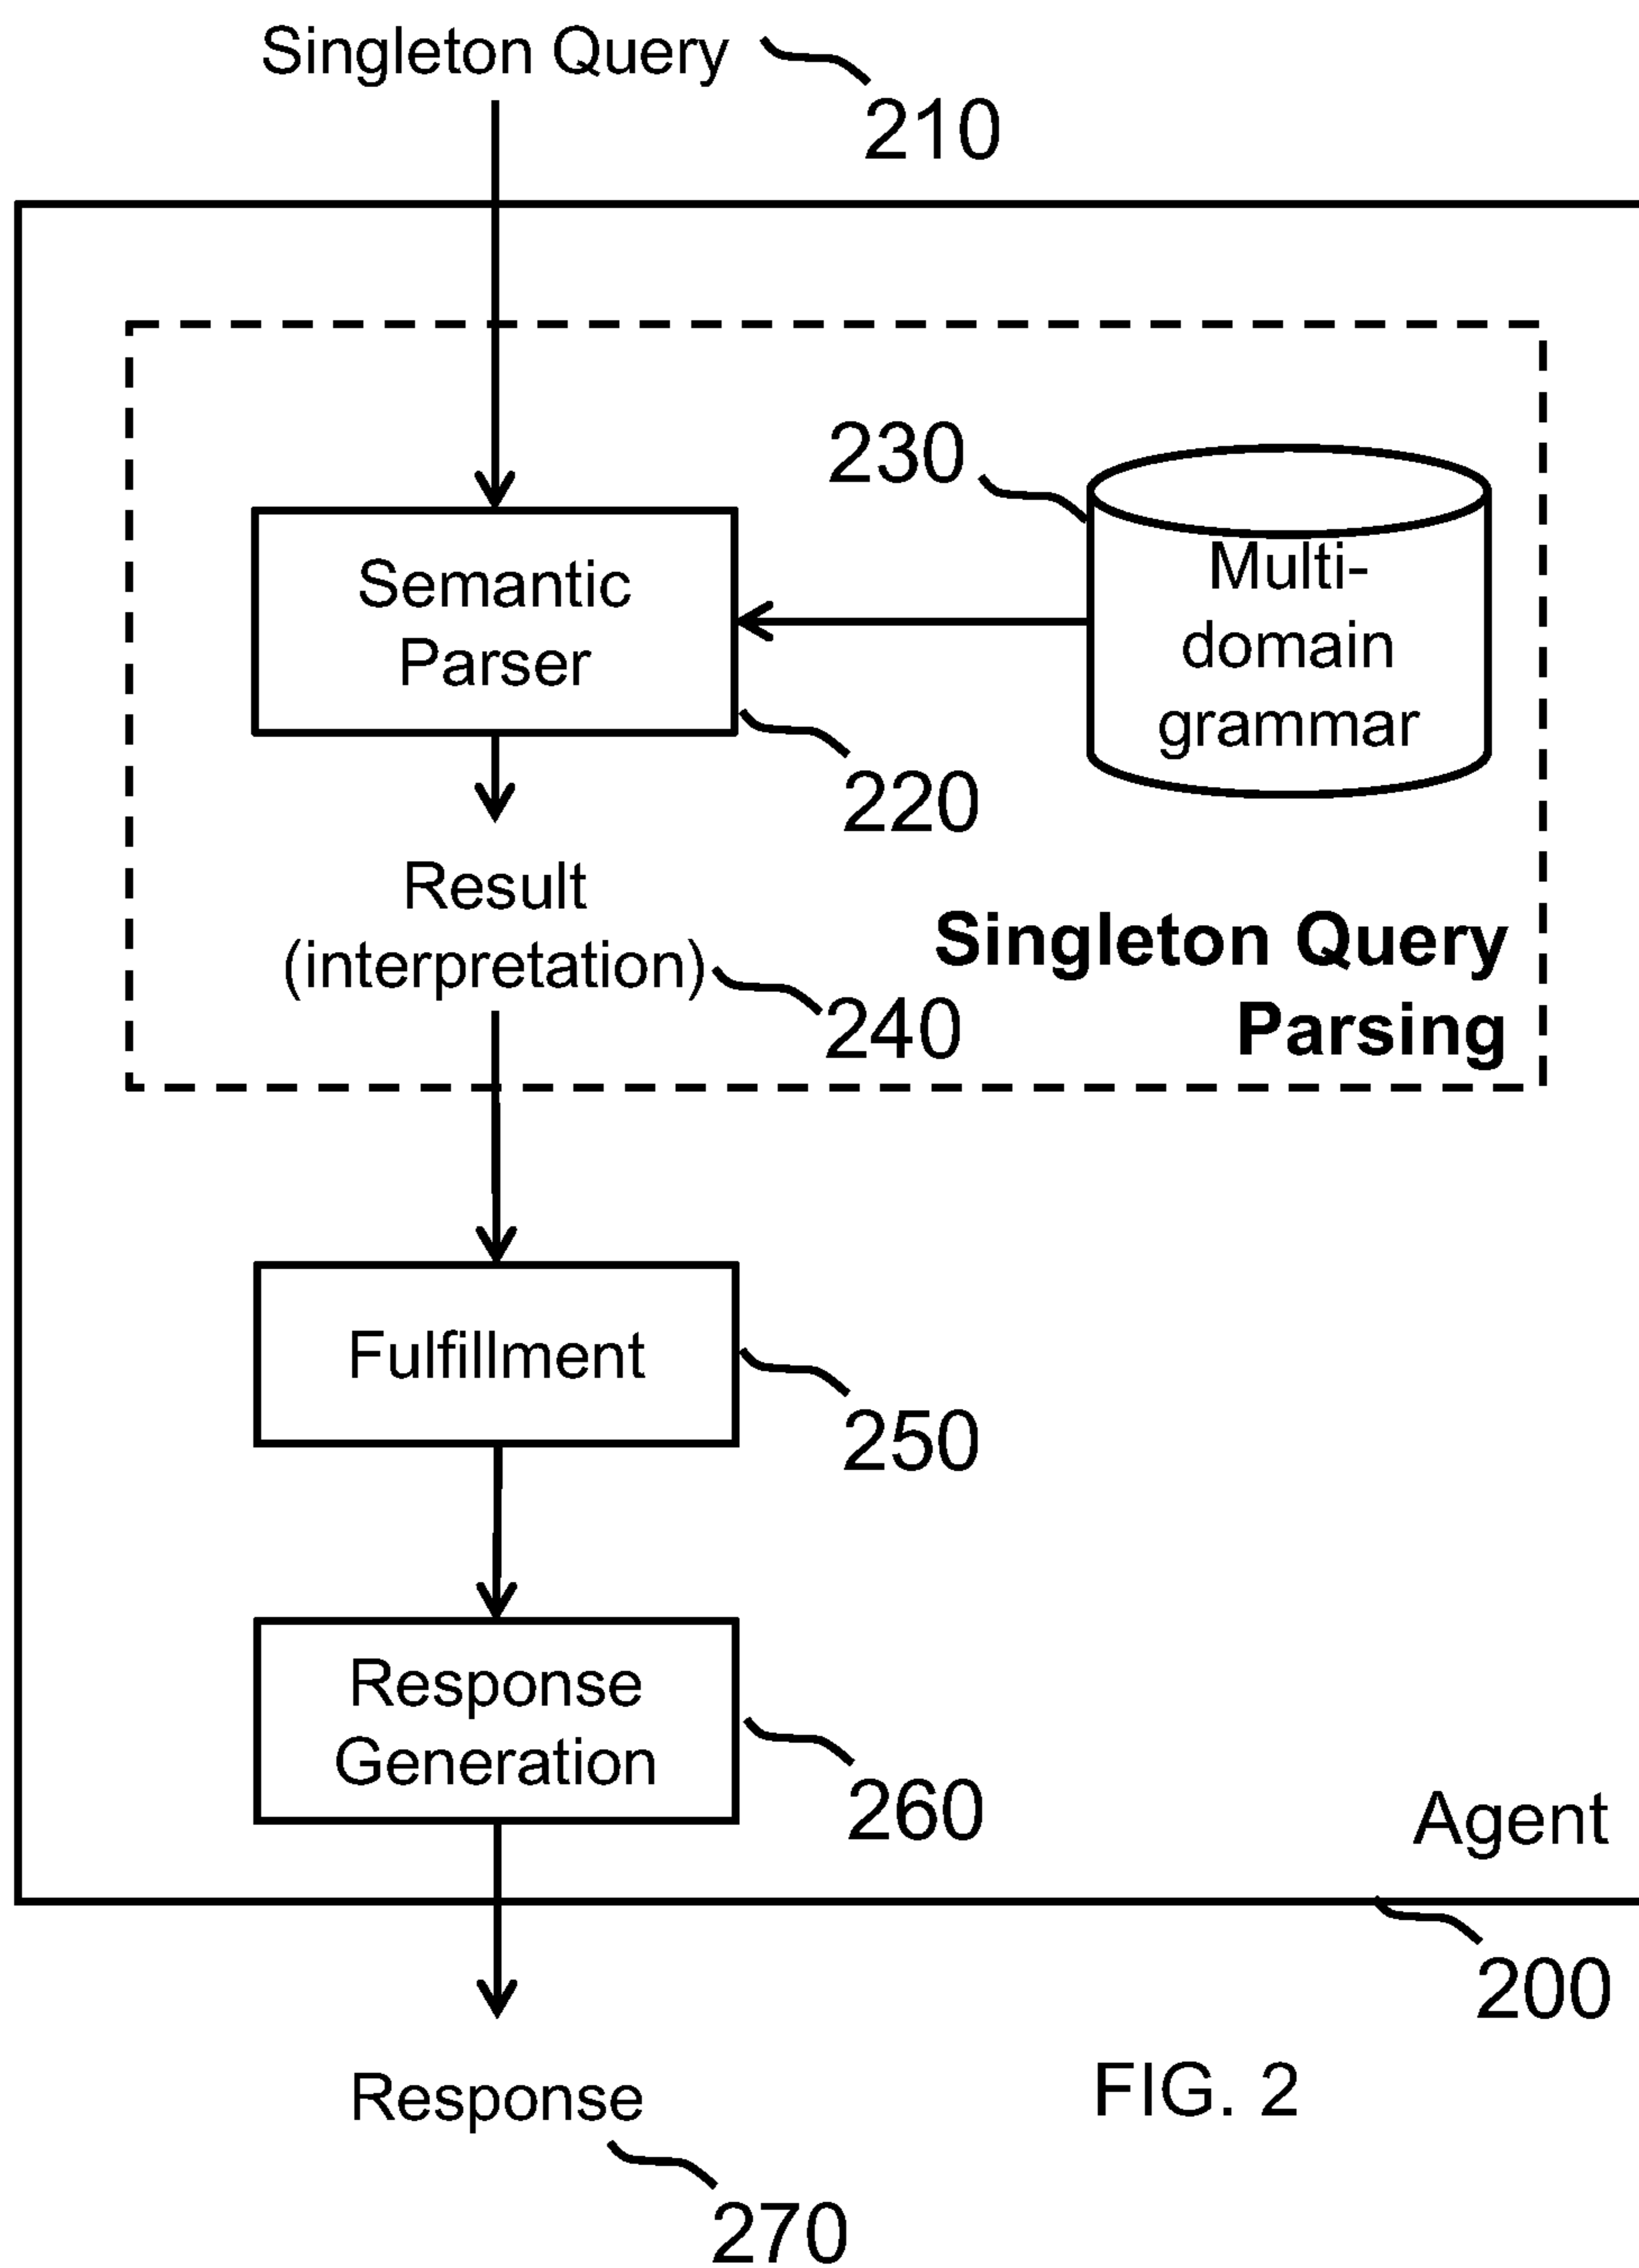 Singleton Query
210
230
Semantic
Parser
Multi-
domain
grammar
220
Result
(interpretation)
240
Singleton Query
Parsing
Fulfillment
250
Response
Generation
260
Agent
200
Response
270
FIG. 2